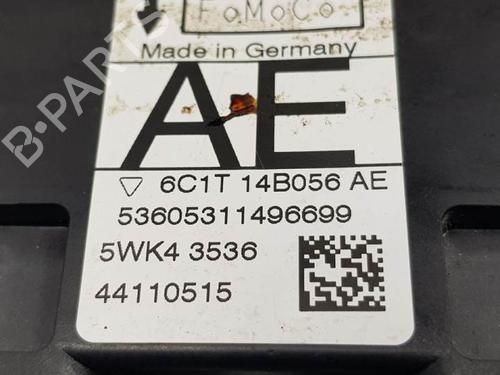 FoMoCo
Made in Germany
AE
6C1T 14B056 AE
53605311496699
5WK4 3536
44110515
B-PARTS